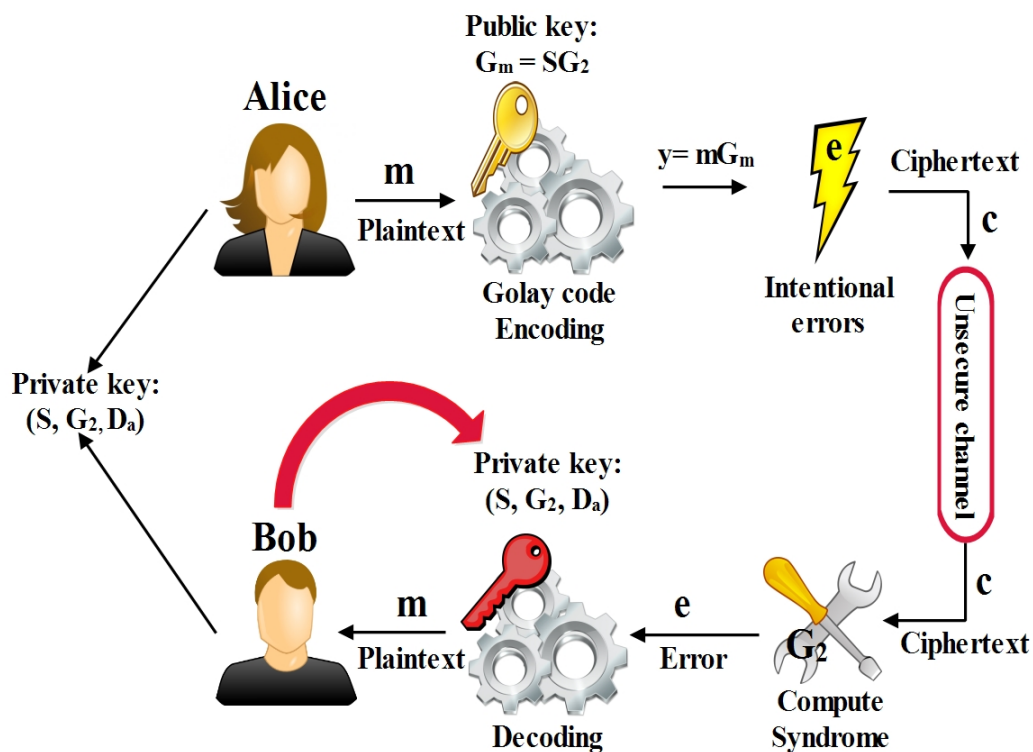 Public key:
Gₘ = SG₂
Alice
m
Plaintext
Golay code
Encoding
y= mGₘ
e
Intentional
errors
Ciphertext
c
Unsecure channel
Private key:
(S, G₂, Dₐ)
Private key:
(S, G₂, Dₐ)
Bob
m
Plaintext
Decoding
e
Error
G₂
Compute
Syndrome
c
Ciphertext